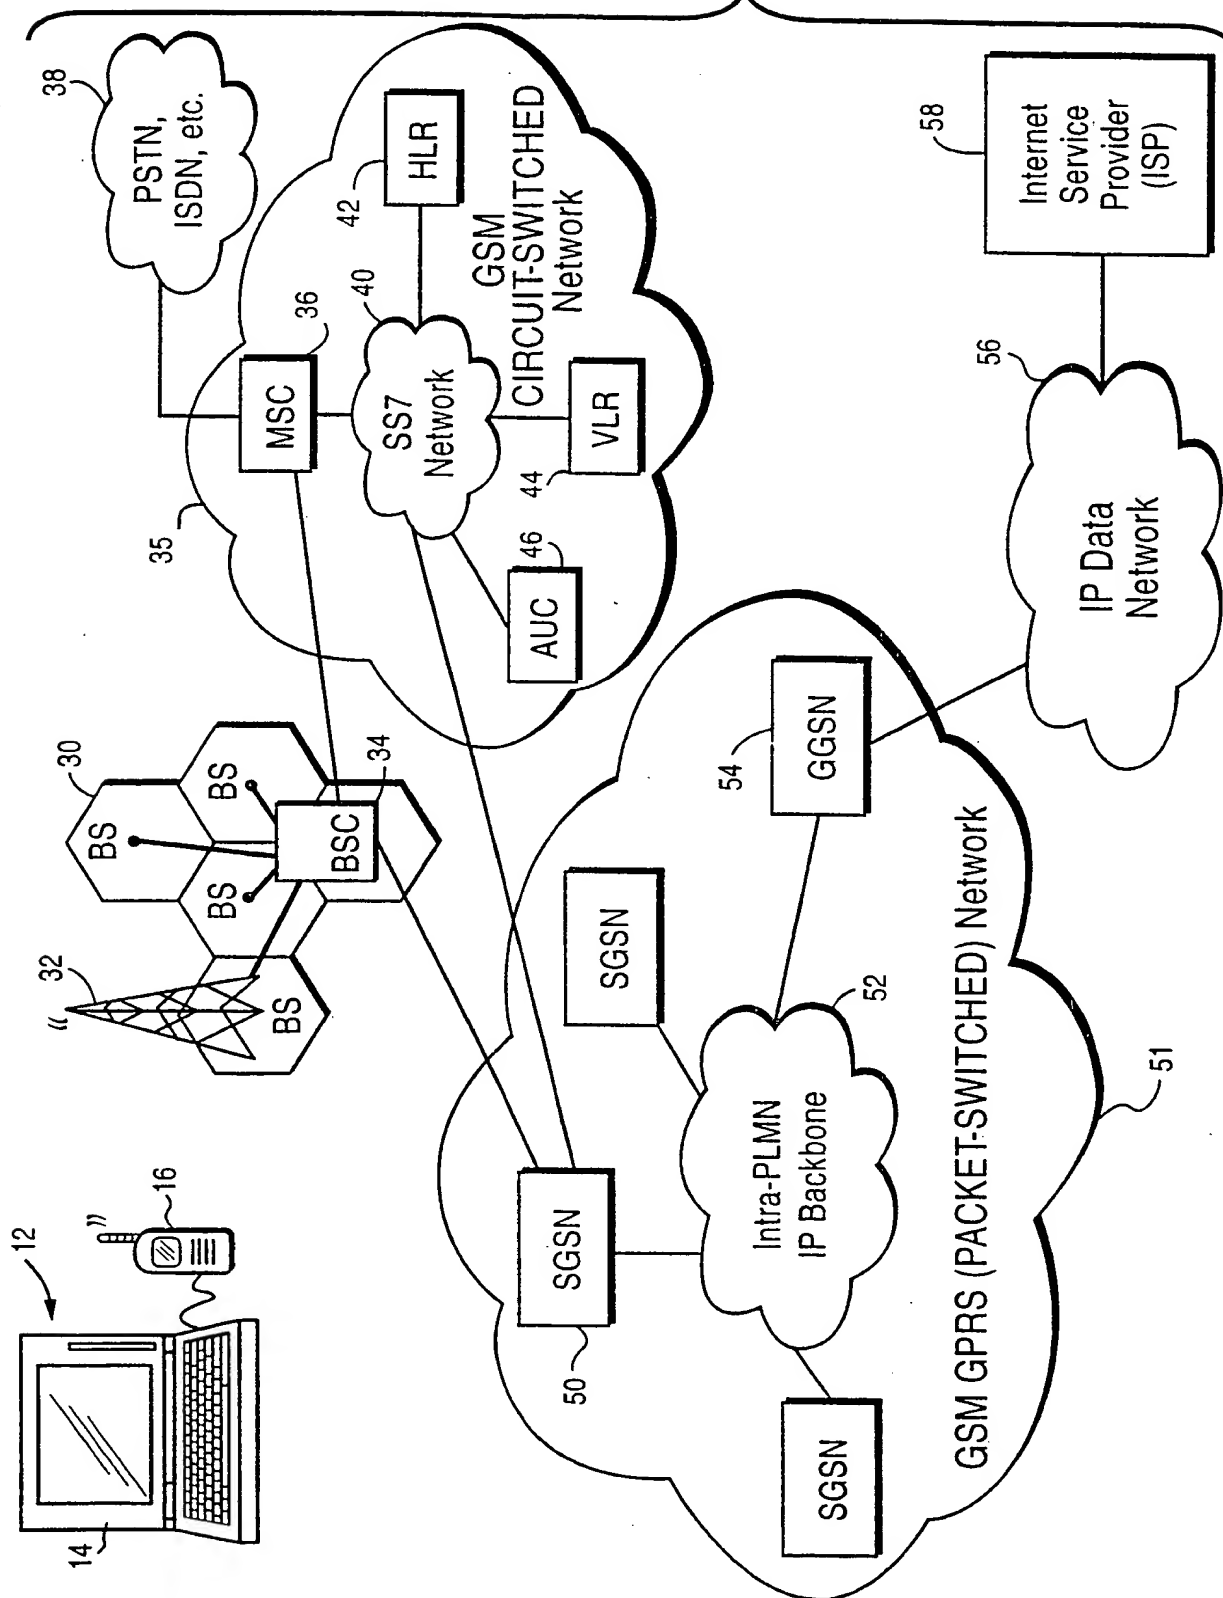 12
14
16
32
BS
BS
BS
BS
30
BSC
34
35
MSC
36
PSTN,
ISDN, etc.
38
SS7
Network
40
HLR
42
VLR
44
AUC
46
GSM
CIRCUIT-SWITCHED
Network
SGSN
50
SGSN
SGSN
Intra-PLMN
IP Backbone
52
GGSN
54
GSM GPRS (PACKET-SWITCHED) Network
51
IP Data
Network
56
Internet
Service
Provider
(ISP)
58